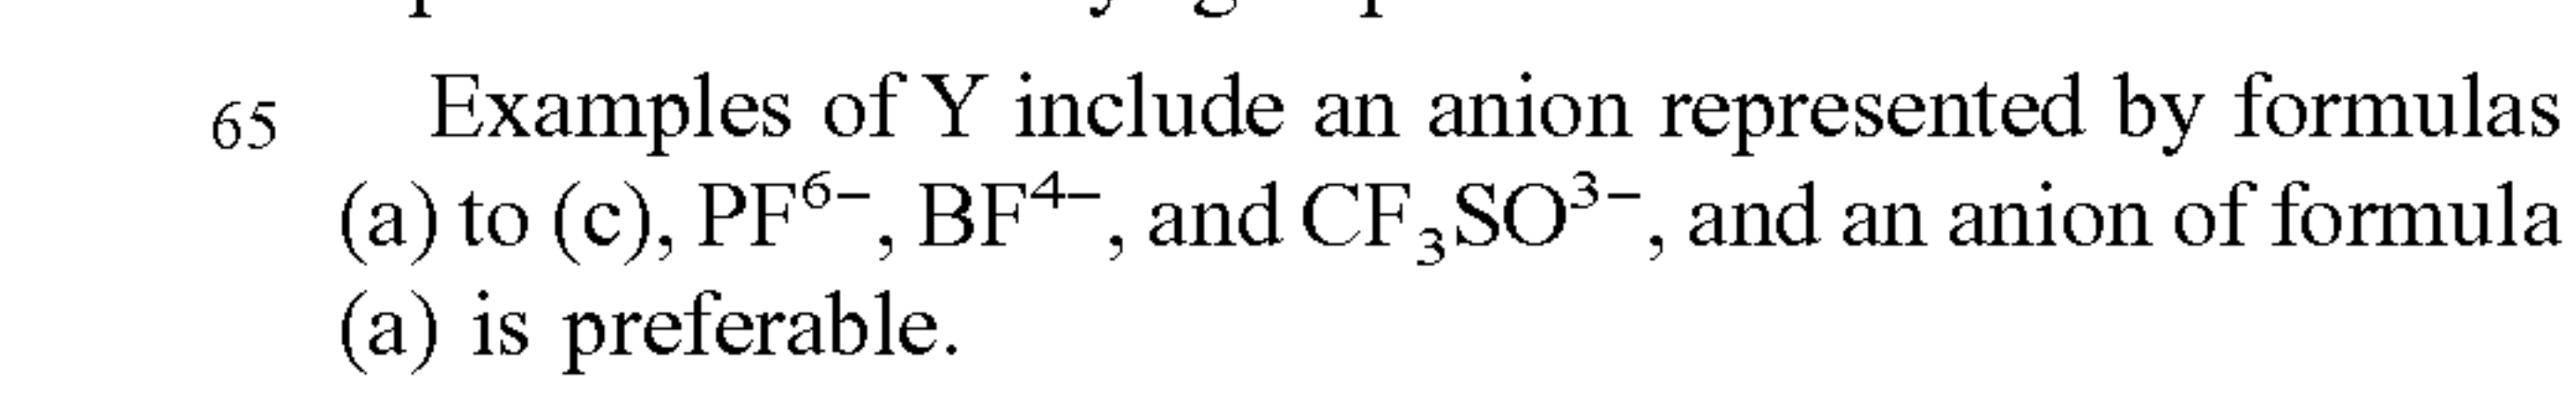 65 Examples of Y include an anion represented by formulas
(a) to (c), PF⁶⁻, BF⁴⁻, and CF₃SO³⁻, and an anion of formula
(a) is preferable.